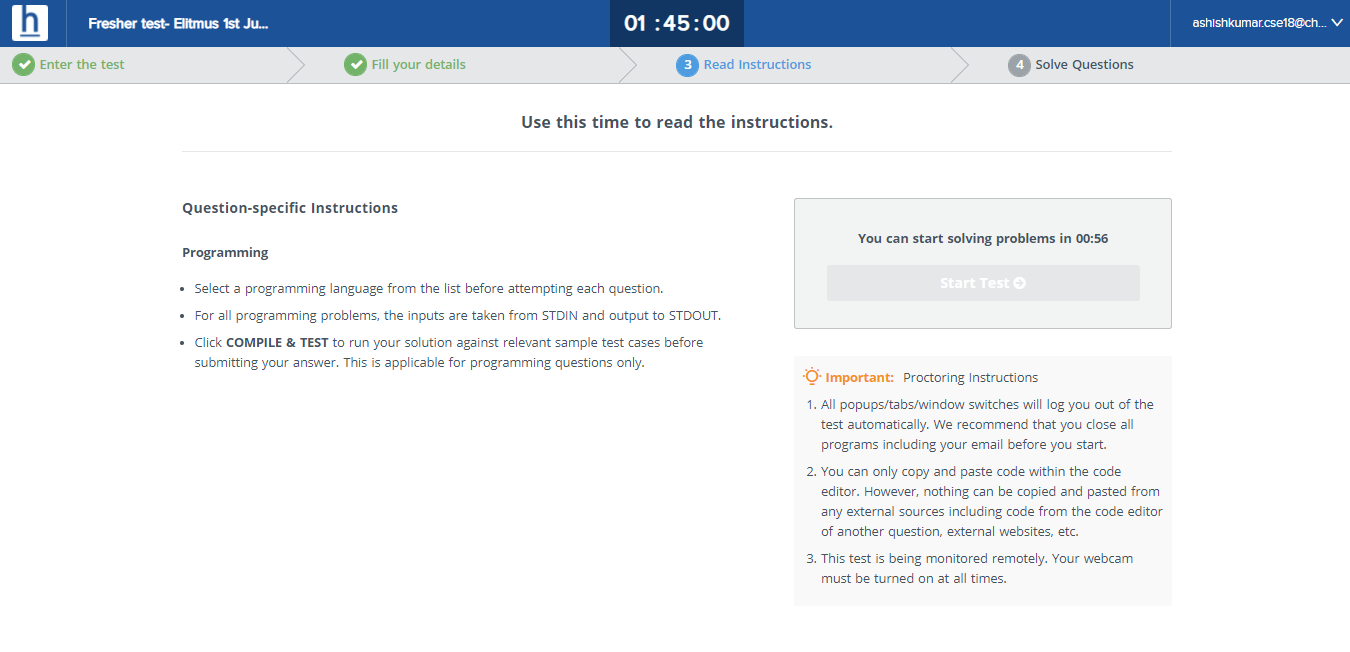 h
Fresher test- Elitmus 1st Ju...
01 :45:00
ashishkumar.cse18@ch...
Enter the test
Fill your details
3 Read Instructions
4 Solve Questions
Use this time to read the instructions.
Question-specific Instructions
Programming
• Select a programming language from the list before attempting each question.
• For all programming problems, the inputs are taken from STDIN and output to STDOUT.
• Click COMPILE & TEST to run your solution against relevant sample test cases before
submitting your answer. This is applicable for programming questions only.
You can start solving problems in 00:56
Start Test
Important: Proctoring Instructions
1. All popups/tabs/window switches will log you out of the
test automatically. We recommend that you close all
programs including your email before you start.
2. You can only copy and paste code within the code
editor. However, nothing can be copied and pasted from
any external sources including code from the code editor
of another question, external websites, etc.
3. This test is being monitored remotely. Your webcam
must be turned on at all times.